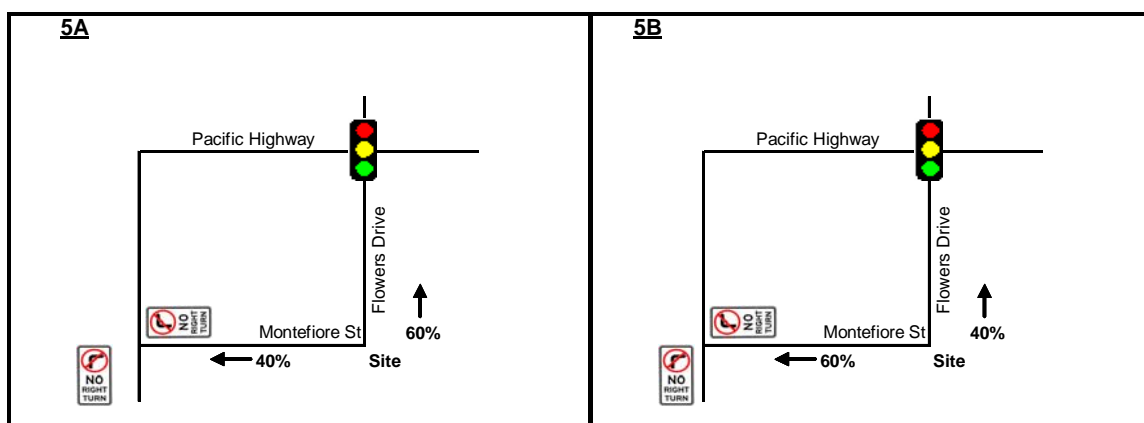 5A
Pacific Highway
Flowers Drive
NO
RIGHT
TURN
Montefiore St
60%
40%
Site
NO
RIGHT
TURN
5B
Pacific Highway
Flowers Drive
NO
RIGHT
TURN
Montefiore St
40%
60%
Site
NO
RIGHT
TURN